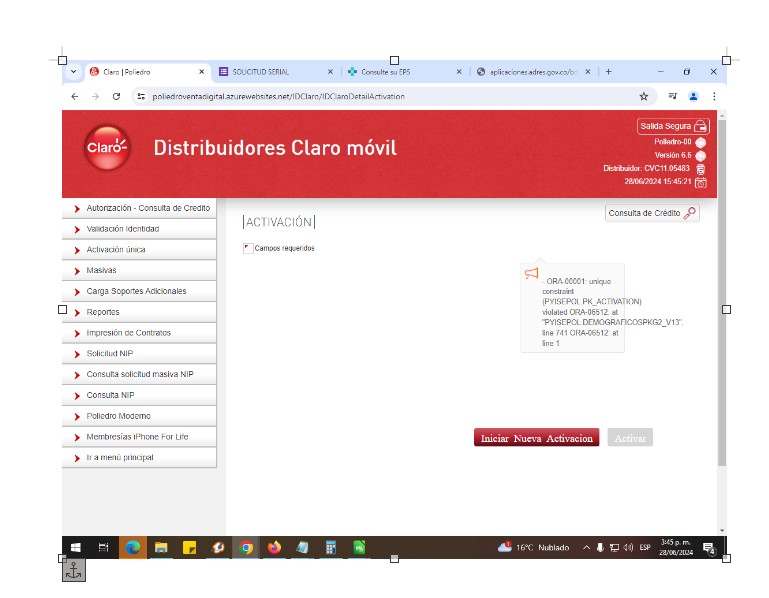 Claro | Poliedro
SOLICITUD SERIAL
Consulte su EPS
aplicaciones.adres.gov.co/bd
poliedroventadigital.azurewebsites.net/IDClaro/IDClaroDetailActivation
Claro
Distribuidores Claro móvil
Salida Segura
Poliedro-00
Versión 6.6
Distribuidor: CVC11.05483
28/06/2024 15:45:21
Autorización - Consulta de Credito
Validación Identidad
Activación única
Masivas
Carga Soportes Adicionales
Reportes
Impresión de Contratos
Solicitud NIP
Consulta solicitud masiva NIP
Consulta NIP
Poliedro Moderno
Membresías iPhone For Life
Ir a menú principal
|ACTIVACIÓN|
Consulta de Crédito
Campos requeridos
- ORA-00001: unique
constraint
(PYISEPOL.PK_ACTIVATION)
violated ORA-06512: at
"PYISEPOL.DEMOGRAFICOSPKG2_V13",
line 741 ORA-06512: at
line 1
Iniciar Nueva Activacion
Activar
16°C Nublado
ESP
3:45 p. m.
28/06/2024